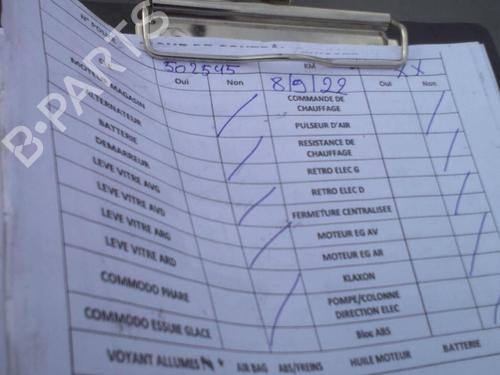 N° POLICE
502545
KM
XX
Oui Non 8/9/22 Oui Non
MOTEUR MAGASIN COMMANDE DE CHAUFFAGE
ALTERNATEUR PULSEUR D'AIR
BATTERIE RESISTANCE DE CHAUFFAGE
DEMARREUR RETRO ELEC G
LEVE VITRE AVG RETRO ELEC D
LEVE VITRE AVD FERMETURE CENTRALISEE
LEVE VITRE ARG MOTEUR EG AV
LEVE VITRE ARD MOTEUR EG AR
COMMODO PHARE KLAXON
COMMODO ESSUIE GLACE POMPE/COLONNE DIRECTION ELEC
Bloc ABS
VOYANT ALLUMES AIR BAG ABS/FREINS HUILE MOTEUR BATTERIE
B-PARTS